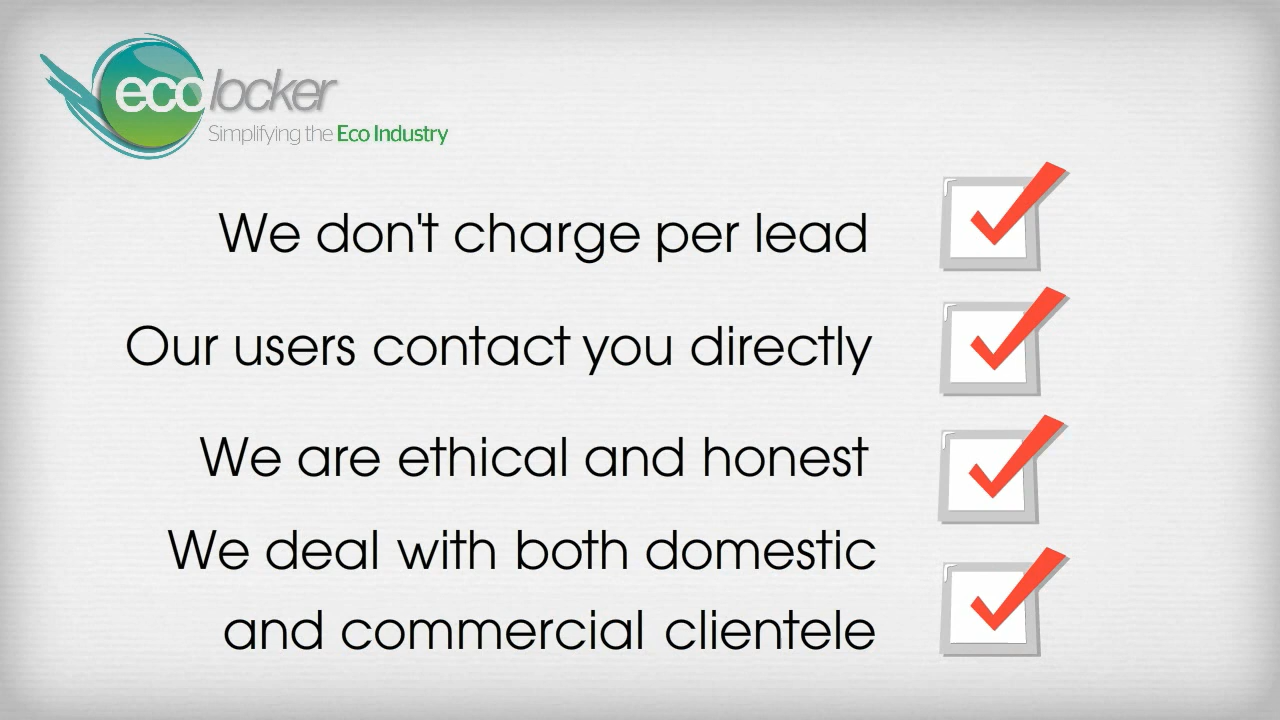 ecolocker
Simplifying the Eco Industry
We don't charge per lead
Our users contact you directly
We are ethical and honest
We deal with both domestic
and commercial clientele